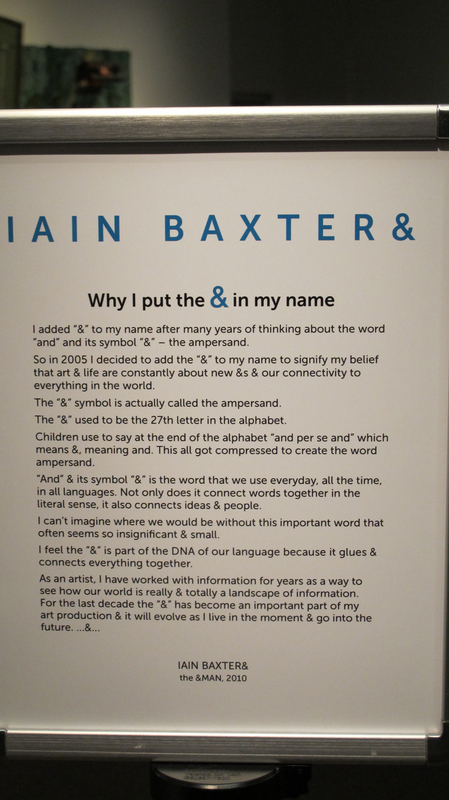 IAIN BAXTER&
Why I put the & in my name
I added "&" to my name after many years of thinking about the word
"and" and its symbol "&" – the ampersand.
So in 2005 I decided to add the "&" to my name to signify my belief
that art & life are constantly about new &s & our connectivity to
everything in the world.
The "&" symbol is actually called the ampersand.
The "&" used to be the 27th letter in the alphabet.
Children use to say at the end of the alphabet "and per se and" which
means &, meaning and. This all got compressed to create the word
ampersand.
"And" & its symbol "&" is the word that we use everyday, all the time,
in all languages. Not only does it connect words together in the
literal sense, it also connects ideas & people.
I can't imagine where we would be without this important word that
often seems so insignificant & small.
I feel the "&" is part of the DNA of our language because it glues &
connects everything together.
As an artist, I have worked with information for years as a way to
see how our world is really & totally a landscape of information.
For the last decade the "&" has become an important part of my
art production & it will evolve as I live in the moment & go into the
future. ...&...
IAIN BAXTER&
the &MAN, 2010